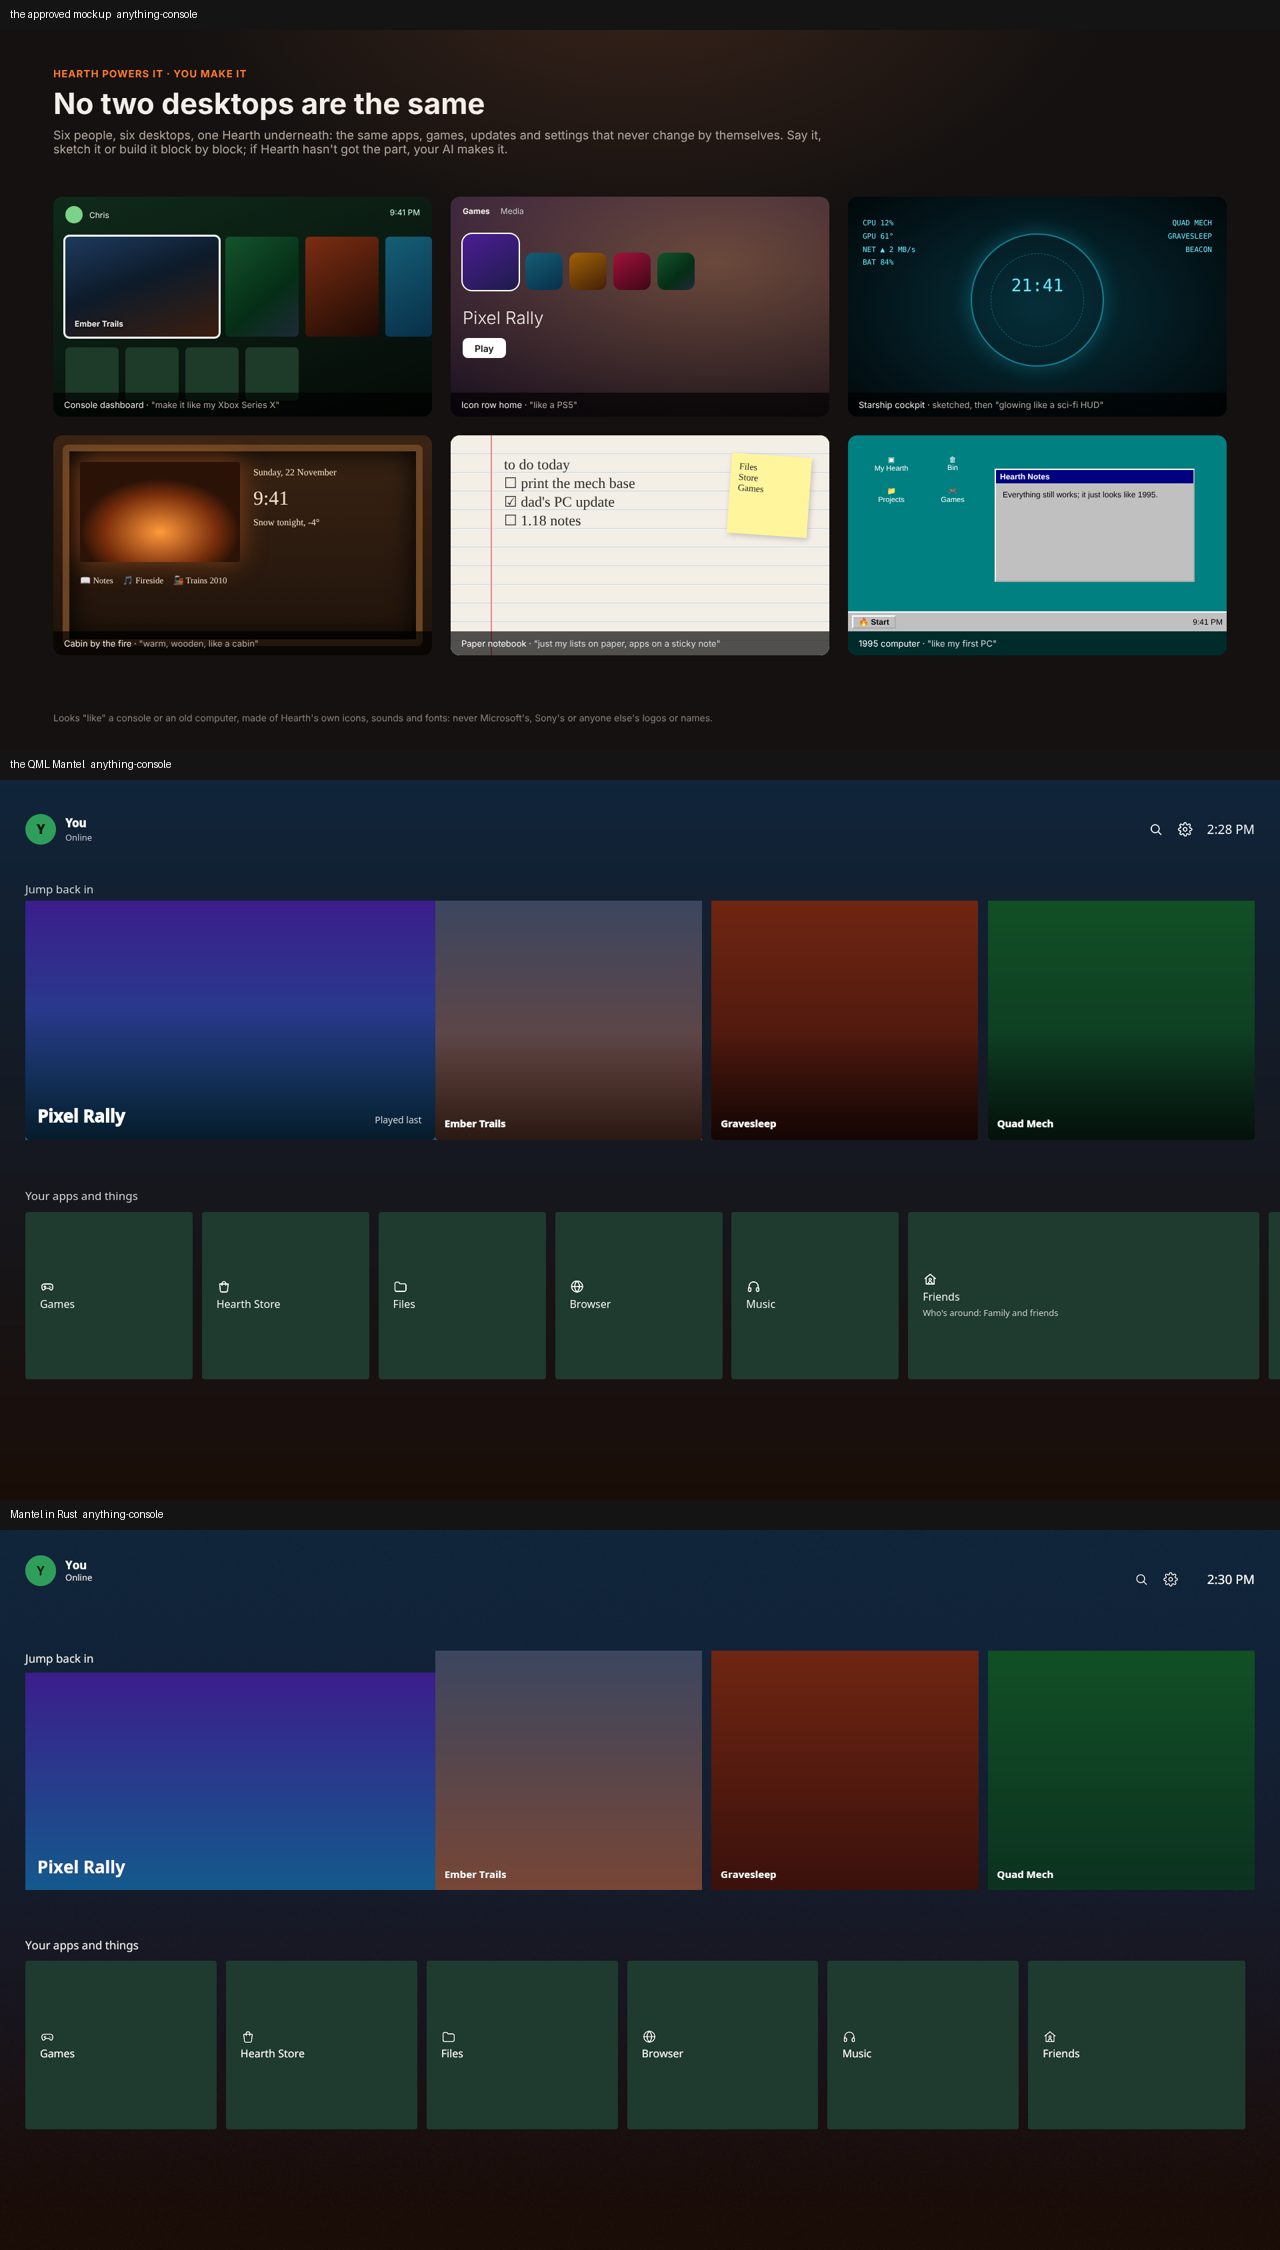 the approved mockup anything-console
HEARTH POWERS IT · YOU MAKE IT
No two desktops are the same
Six people, six desktops, one Hearth underneath: the same apps, games, updates and settings that never change by themselves. Say it,
sketch it or build it block by block; if Hearth hasn't got the part, your AI makes it.
Chris
9:41 PM
Ember Trails
Console dashboard · "make it like my Xbox Series X"
Games Media
Pixel Rally
Play
Icon row home · "like a PS5"
CPU 12%
GPU 61°
NET ▲ 2 MB/s
BAT 84%
QUAD MECH
GRAVESLEEP
BEACON
21:41
Starship cockpit · sketched, then "glowing like a sci-fi HUD"
Sunday, 22 November
9:41
Snow tonight, -4°
Notes Fireside Trains 2010
Cabin by the fire · "warm, wooden, like a cabin"
to do today
☐ print the mech base
☑ dad's PC update
☐ 1.18 notes
Files
Store
Games
Paper notebook · "just my lists on paper, apps on a sticky note"
My Hearth
Bin
Projects
Games
Hearth Notes
Everything still works; it just looks like 1995.
Start
9:41 PM
1995 computer · "like my first PC"
Looks "like" a console or an old computer, made of Hearth's own icons, sounds and fonts: never Microsoft's, Sony's or anyone else's logos or names.
the QML Mantel anything-console
Y
You
Online
2:28 PM
Jump back in
Pixel Rally
Played last
Ember Trails
Gravesleep
Quad Mech
Your apps and things
Games
Hearth Store
Files
Browser
Music
Friends
Who's around: Family and friends
Mantel in Rust anything-console
Y
You
Online
2:30 PM
Jump back in
Pixel Rally
Ember Trails
Gravesleep
Quad Mech
Your apps and things
Games
Hearth Store
Files
Browser
Music
Friends